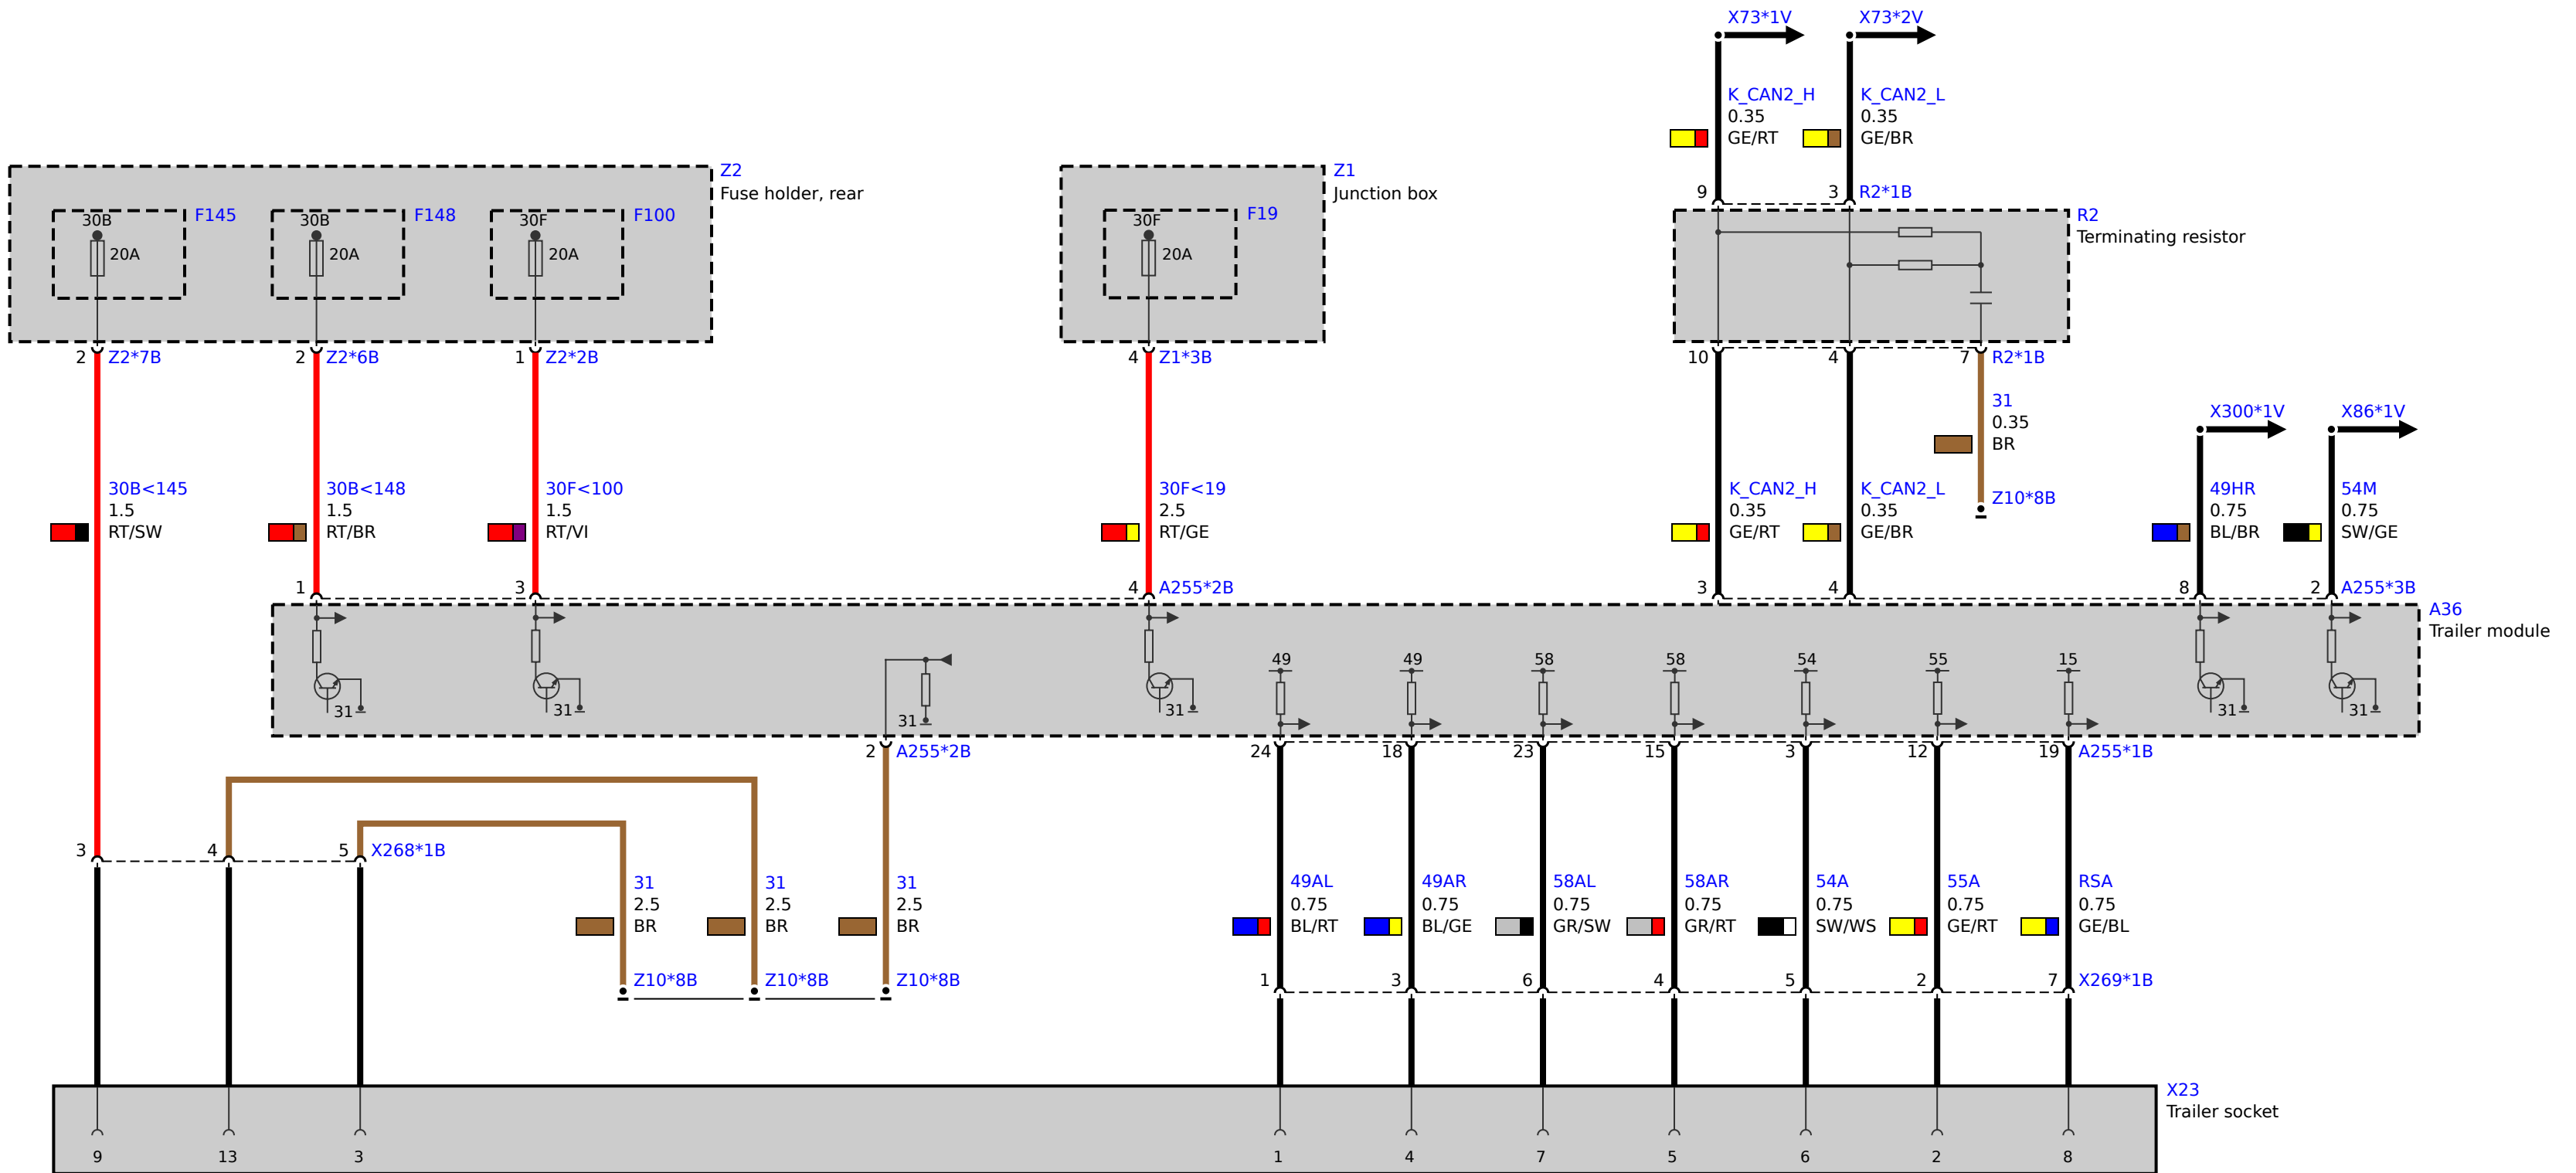 X73*1V
X73*2V
K_CAN2_H
0.35
GE/RT
K_CAN2_L
0.35
GE/BR
9
3
R2*1B
Z2
Fuse holder, rear
30B
F145
20A
30B
F148
20A
30F
F100
20A
Z1
Junction box
30F
F19
20A
R2
Terminating resistor
2
Z2*7B
2
Z2*6B
1
Z2*2B
4
Z1*3B
10
4
7
R2*1B
31
0.35
BR
Z10*8B
X300*1V
X86*1V
30B<145
1.5
RT/SW
30B<148
1.5
RT/BR
30F<100
1.5
RT/VI
30F<19
2.5
RT/GE
K_CAN2_H
0.35
GE/RT
K_CAN2_L
0.35
GE/BR
49HR
0.75
BL/BR
54M
0.75
SW/GE
1
3
4
A255*2B
3
4
8
2
A255*3B
A36
Trailer module
31
31
31
31
49
49
58
58
54
55
15
31
31
2
A255*2B
24
18
23
15
3
12
19
A255*1B
3
4
5
X268*1B
31
2.5
BR
31
2.5
BR
31
2.5
BR
49AL
0.75
BL/RT
49AR
0.75
BL/GE
58AL
0.75
GR/SW
58AR
0.75
GR/RT
54A
0.75
SW/WS
55A
0.75
GE/RT
RSA
0.75
GE/BL
Z10*8B
Z10*8B
Z10*8B
1
3
6
4
5
2
7
X269*1B
X23
Trailer socket
9
13
3
1
4
7
5
6
2
8